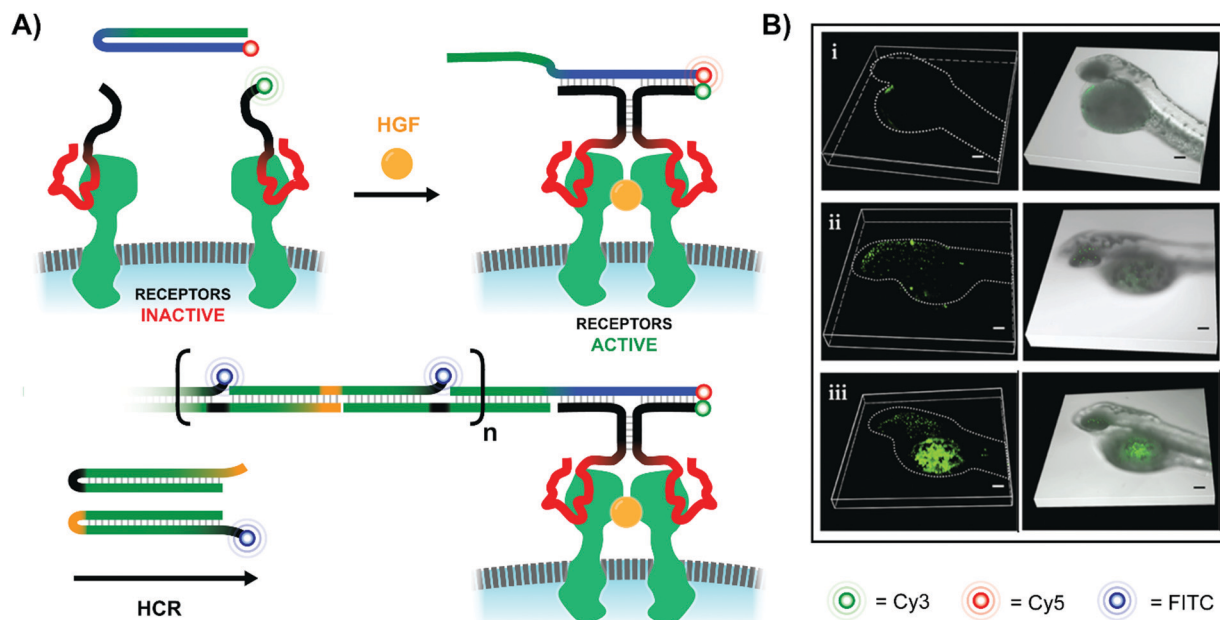 A)
HGF
RECEPTORS
INACTIVE
RECEPTORS
ACTIVE
n
HCR
B)
i
ii
iii
= Cy3
= Cy5
= FITC